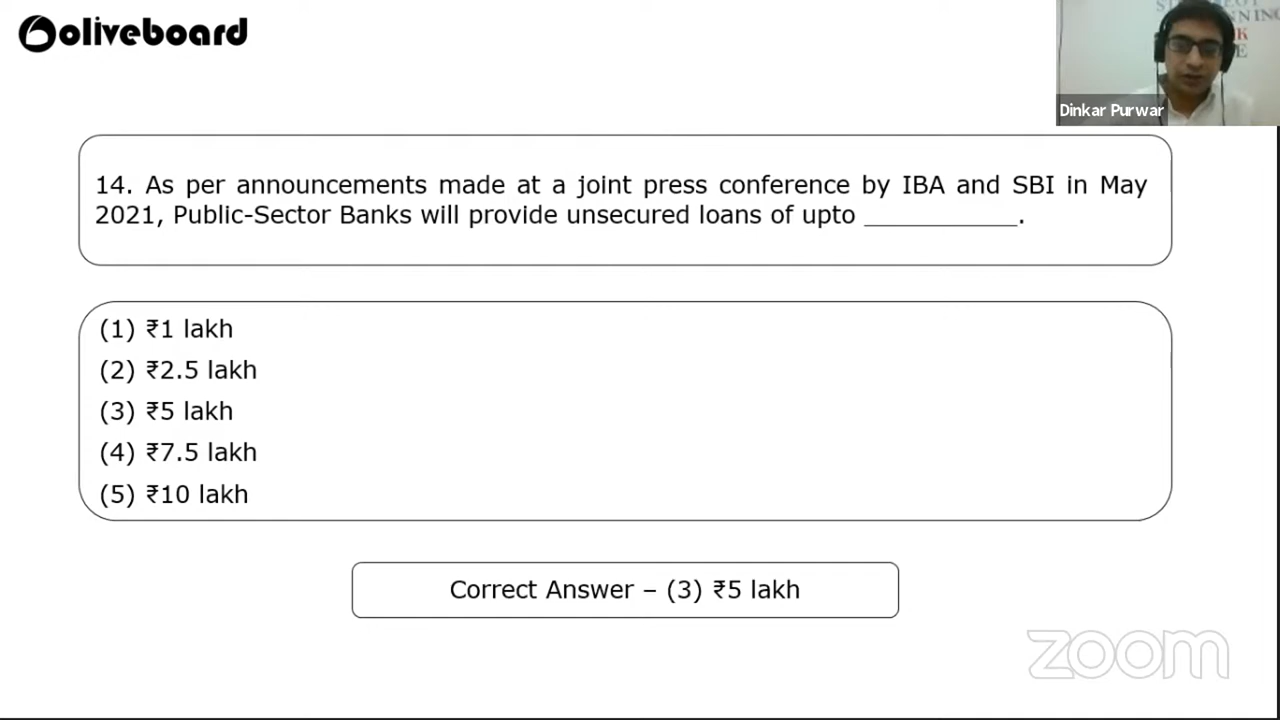 oliveboard
Dinkar Purwar
14. As per announcements made at a joint press conference by IBA and SBI in May
2021, Public-Sector Banks will provide unsecured loans of upto ___________.
(1) ₹1 lakh
(2) ₹2.5 lakh
(3) ₹5 lakh
(4) ₹7.5 lakh
(5) ₹10 lakh
Correct Answer – (3) ₹5 lakh
zoom